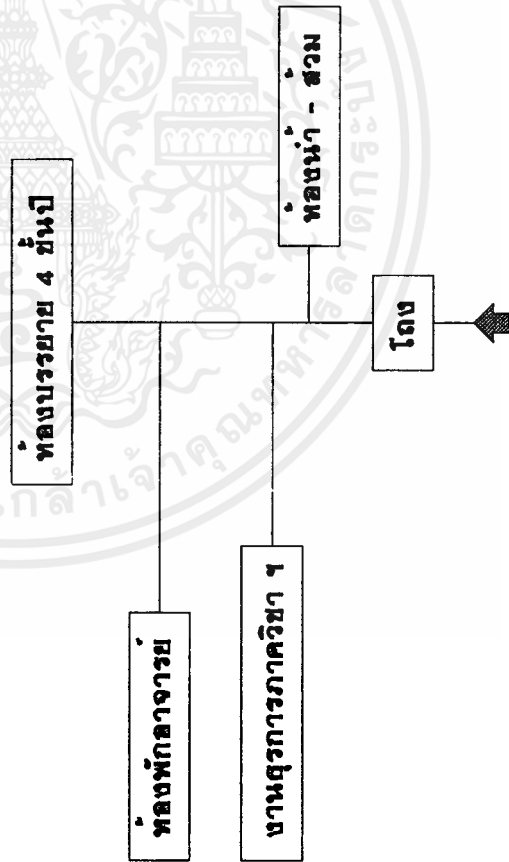 ห้องบรรยาย 4 ชั้นปี
ห้องพักอาจารย์
งานธุรการภาควิชา ฯ
ห้องน้ำ - ส้วม
โถง